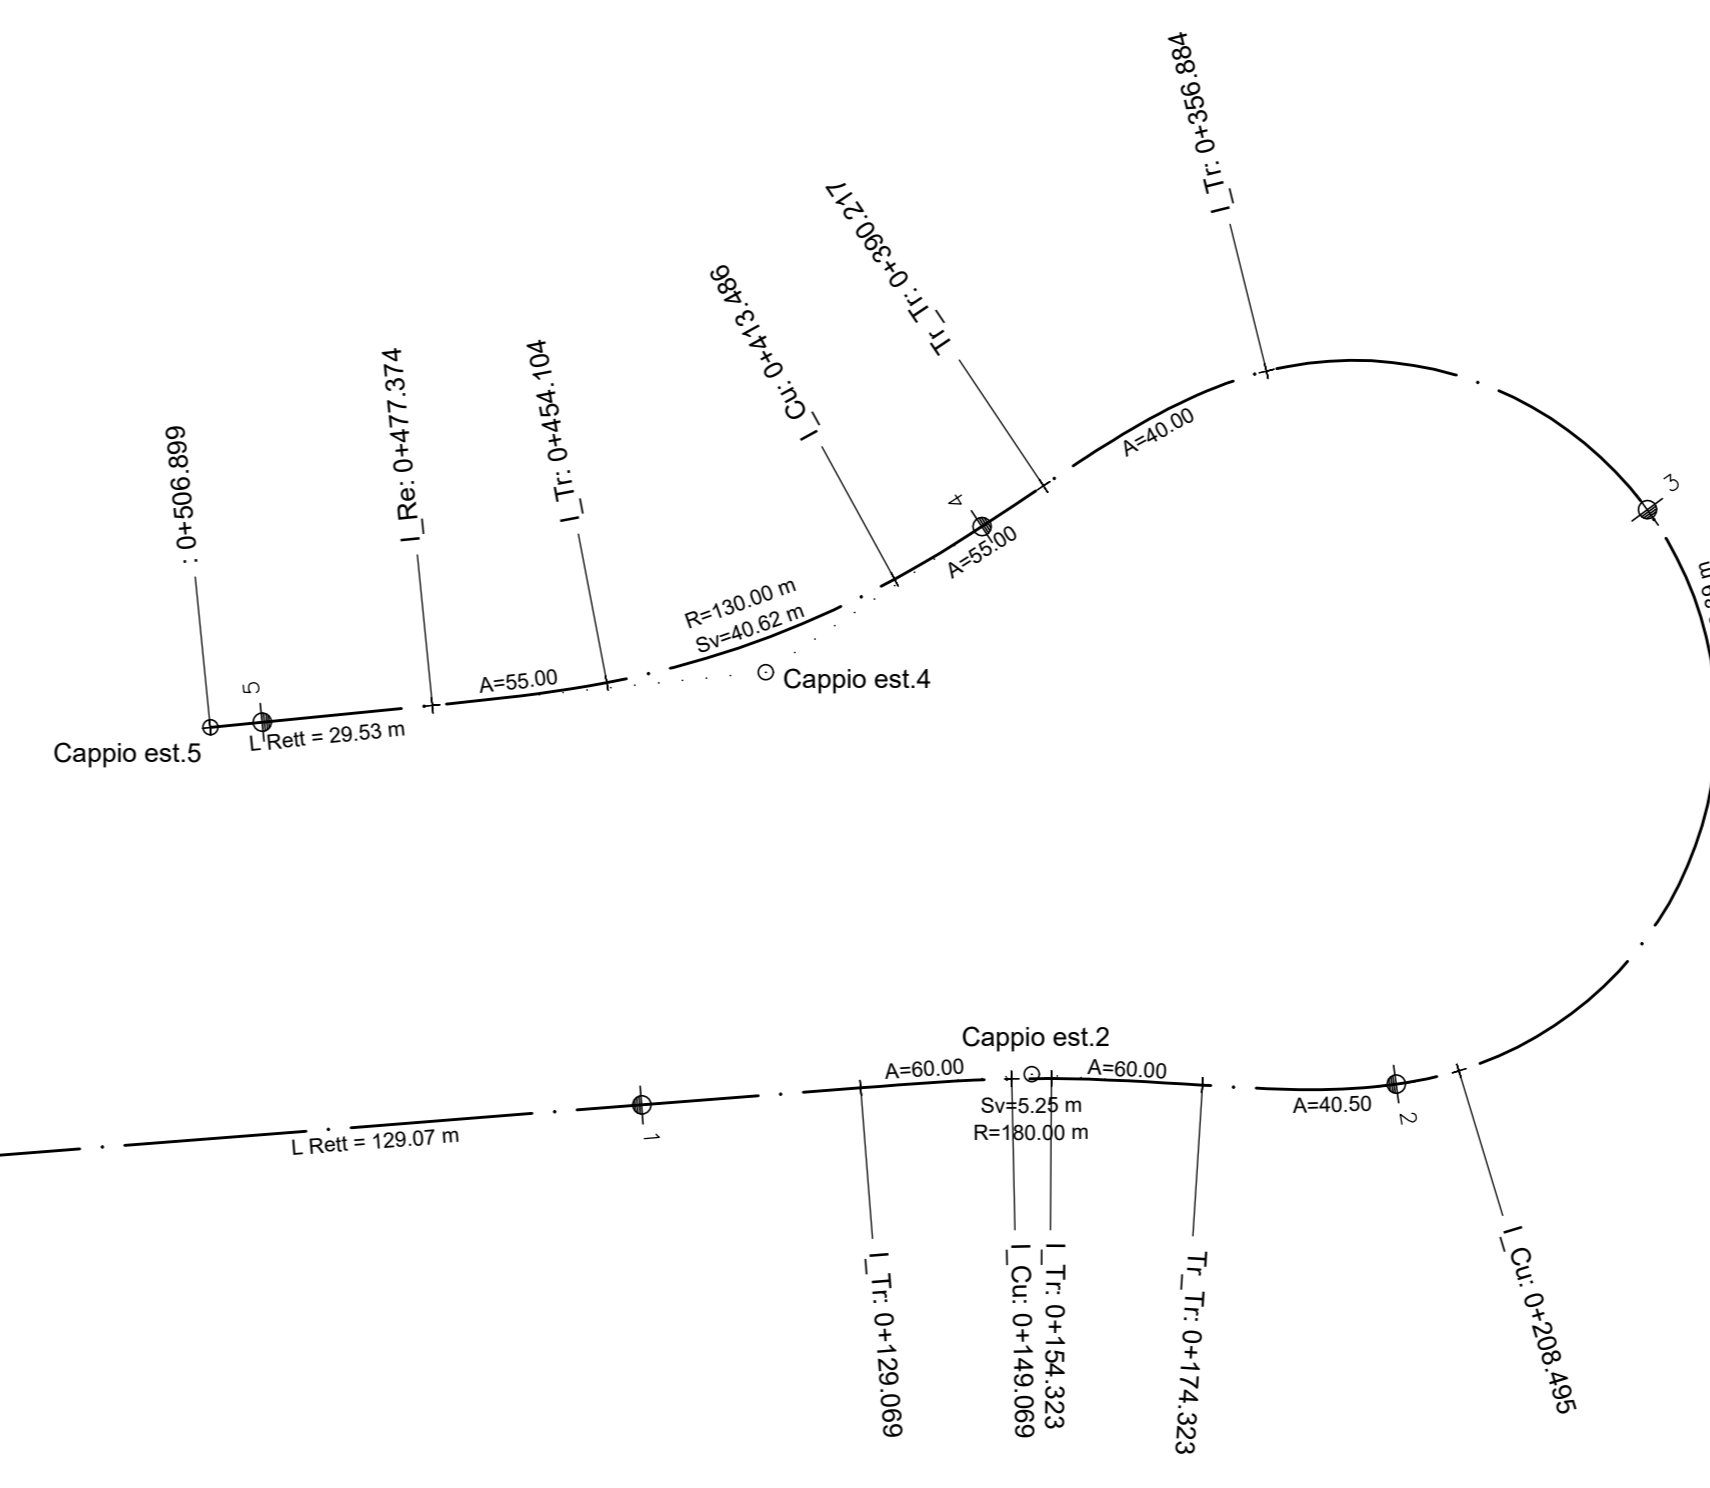 I_Tr: 0+356.884
Tr_Tr: 0+390.217
I_Cu: 0+413.486
I_Tr: 0+454.104
I_Re: 0+477.374
: 0+506.899
A=40.00
3
4
A=55.00
R=130.00 m
Sv=40.62 m
Cappio est.4
A=55.00
5
L Rett = 29.53 m
Cappio est.5
Cappio est.2
A=60.00
A=60.00
Sv=5.25 m
R=180.00 m
A=40.50
2
1
L Rett = 129.07 m
I_Tr: 0+129.069
I_Cu: 0+149.069
I_Tr: 0+154.323
Tr_Tr: 0+174.323
I_Cu: 0+208.495